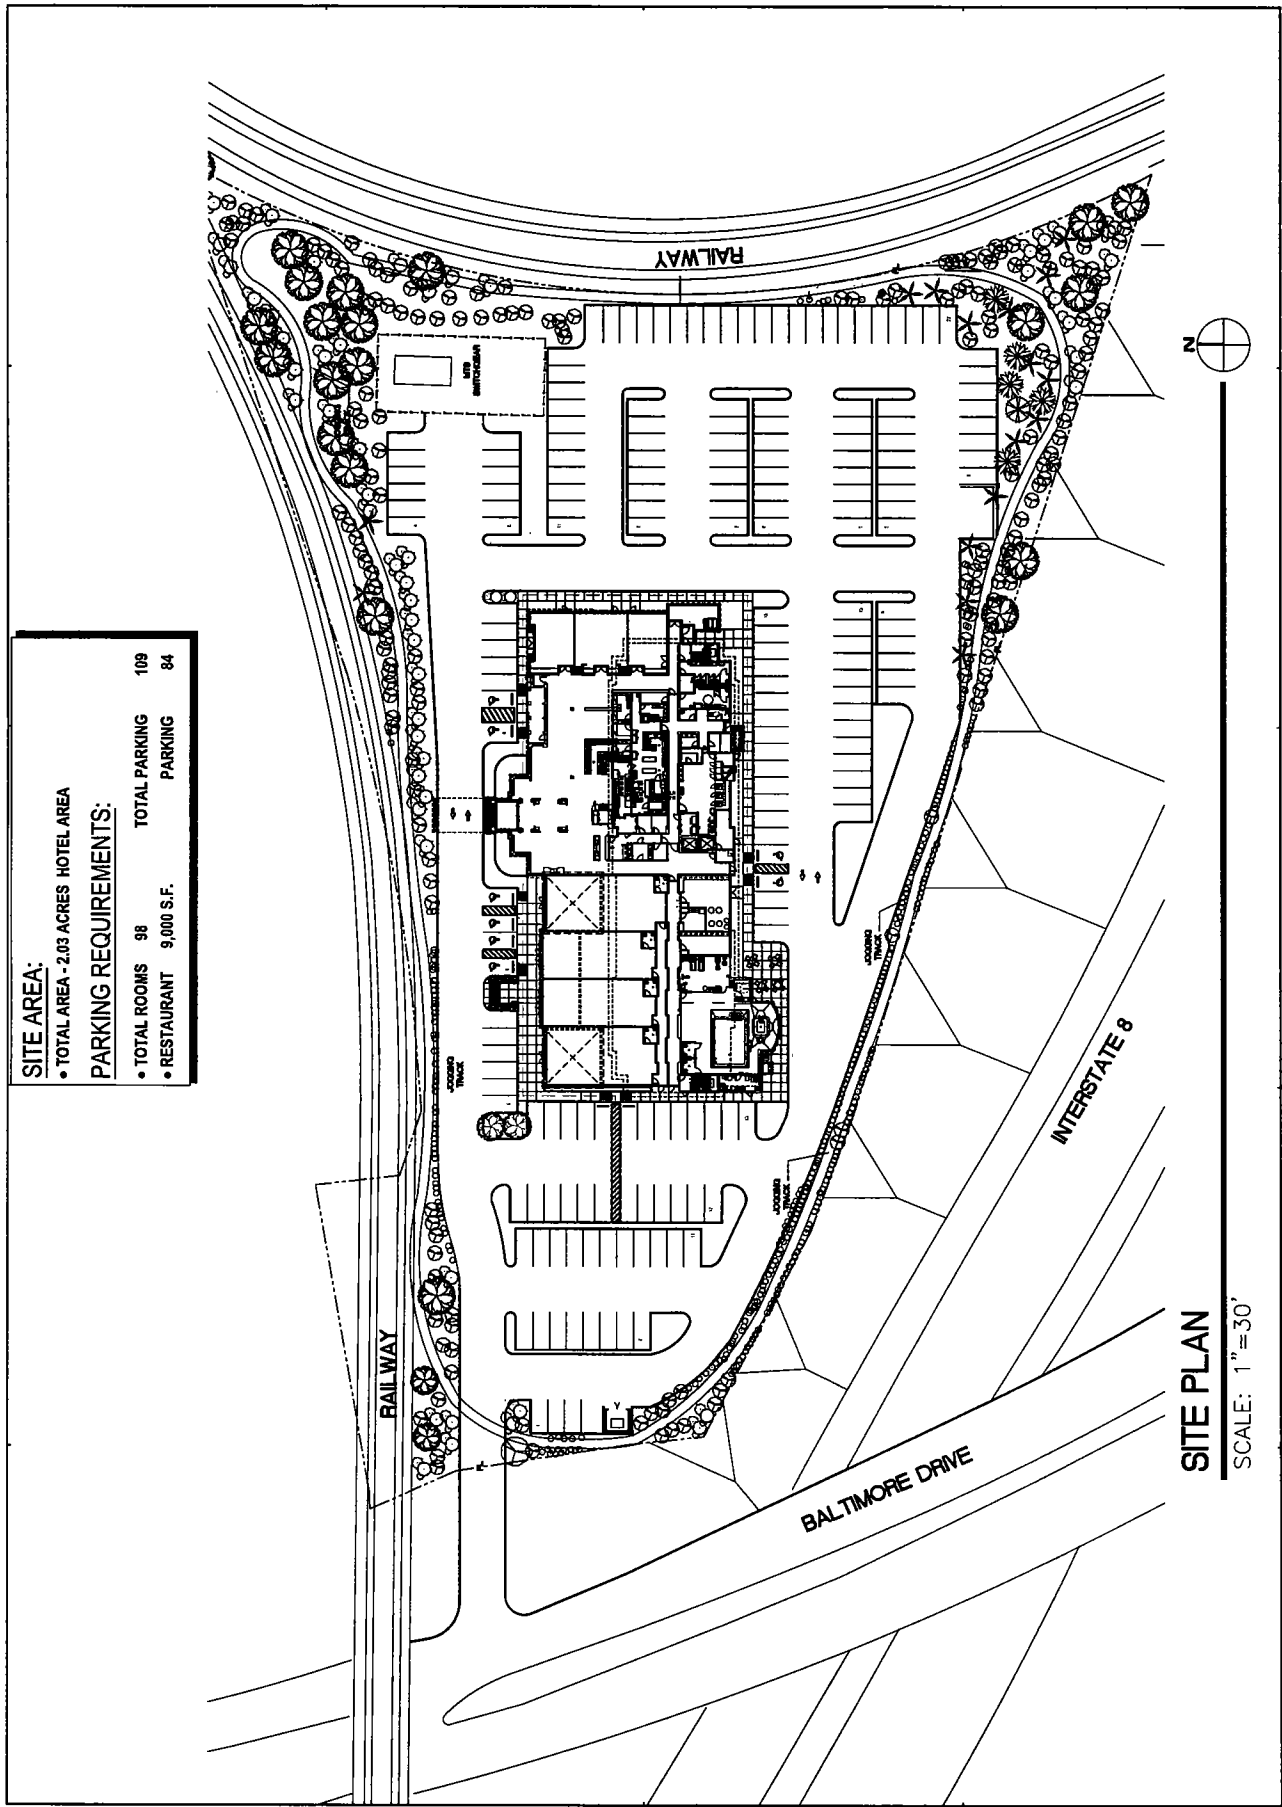 SITE AREA:
• TOTAL AREA - 2.03 ACRES HOTEL AREA
PARKING REQUIREMENTS:
• TOTAL ROOMS 98 TOTAL PARKING 109
• RESTAURANT 9,000 S.F. PARKING 84
RAILWAY
RAILWAY
MTS
SWITCHGEAR
JOGGING
TRACK
JOGGING
TRACK
JOGGING
TRACK
INTERSTATE 8
BALTIMORE DRIVE
N
SITE PLAN
SCALE: 1"=30'